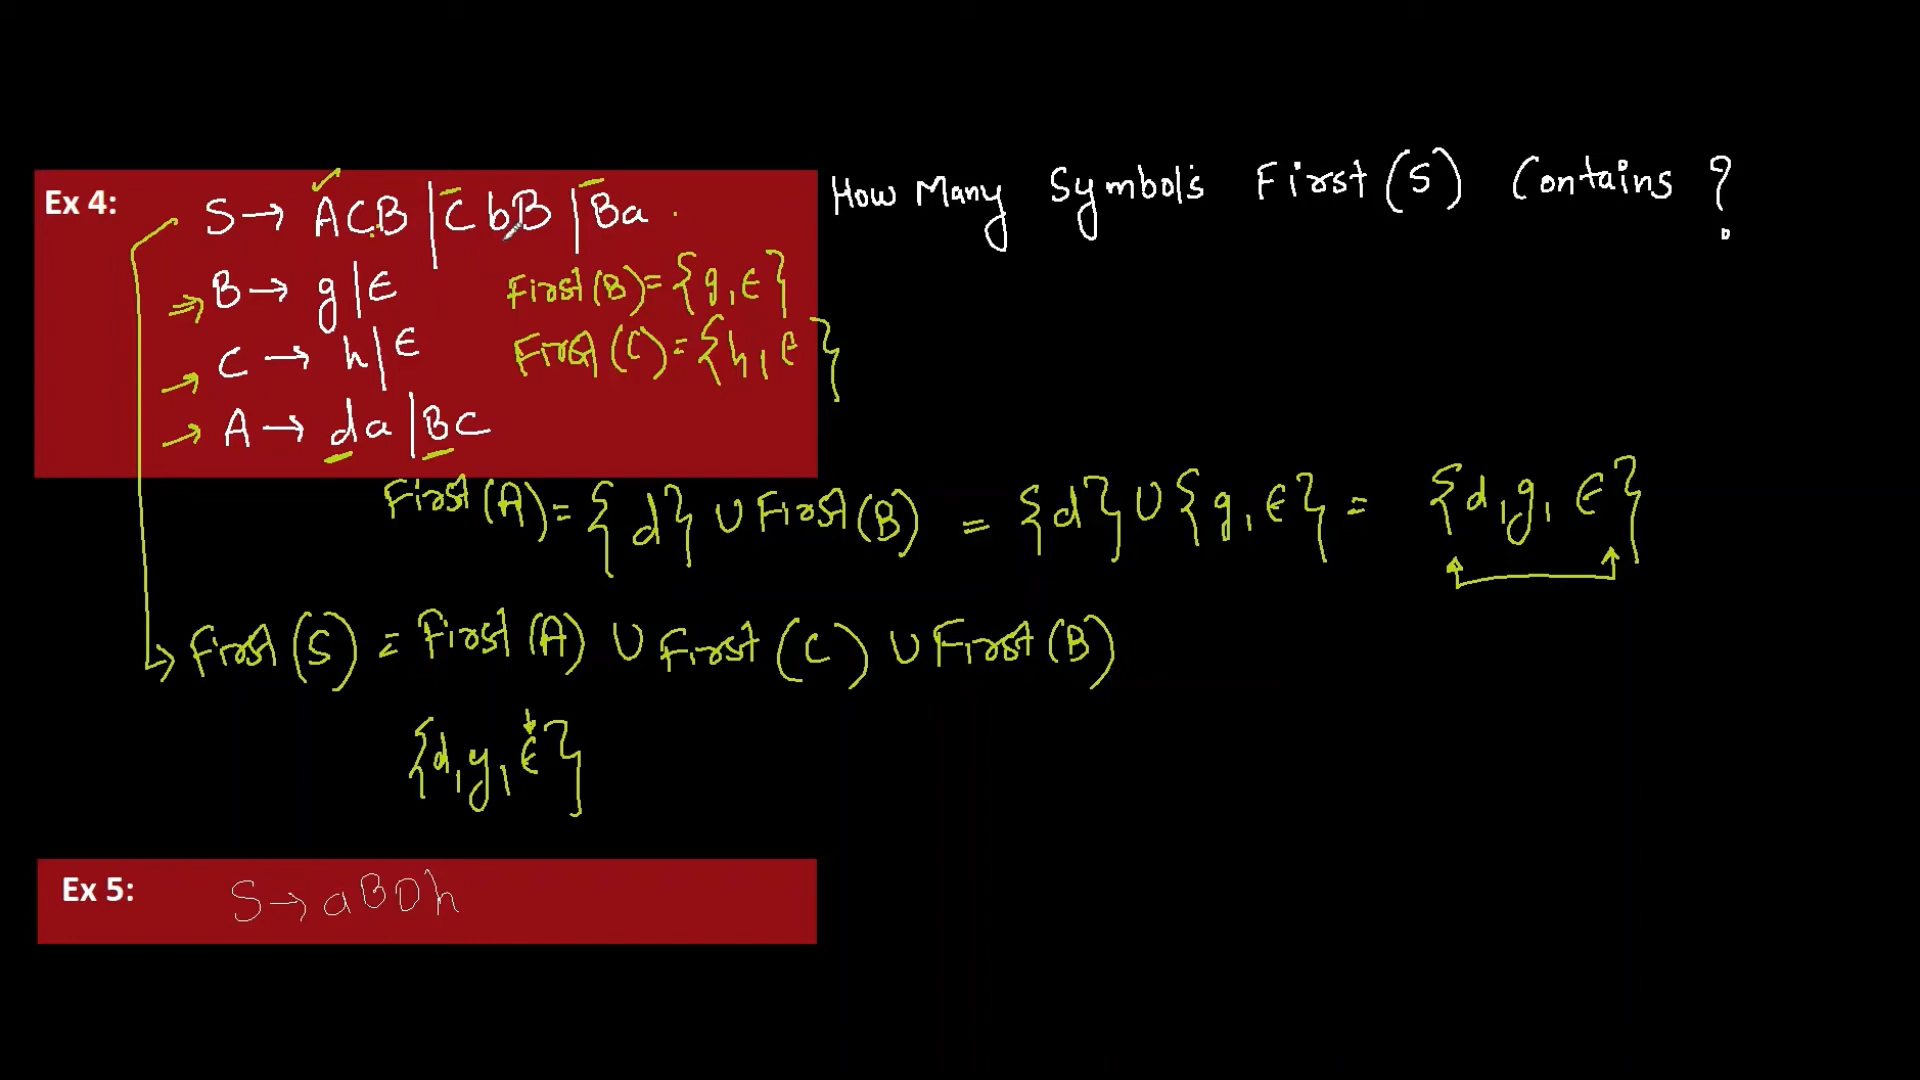 Ex 4: S → ACB | CbB | Ba
How Many Symbols First(S) Contains ?
B → g | ε First(B) = {g, ε}
C → h | ε First(C) = {h, ε}
A → da | BC
First(A) = {d} ∪ First(B) = {d} ∪ {g, ε} = {d, g, ε}
First(S) = First(A) ∪ First(C) ∪ First(B)
{d, g, ε}
Ex 5: S → aBDh